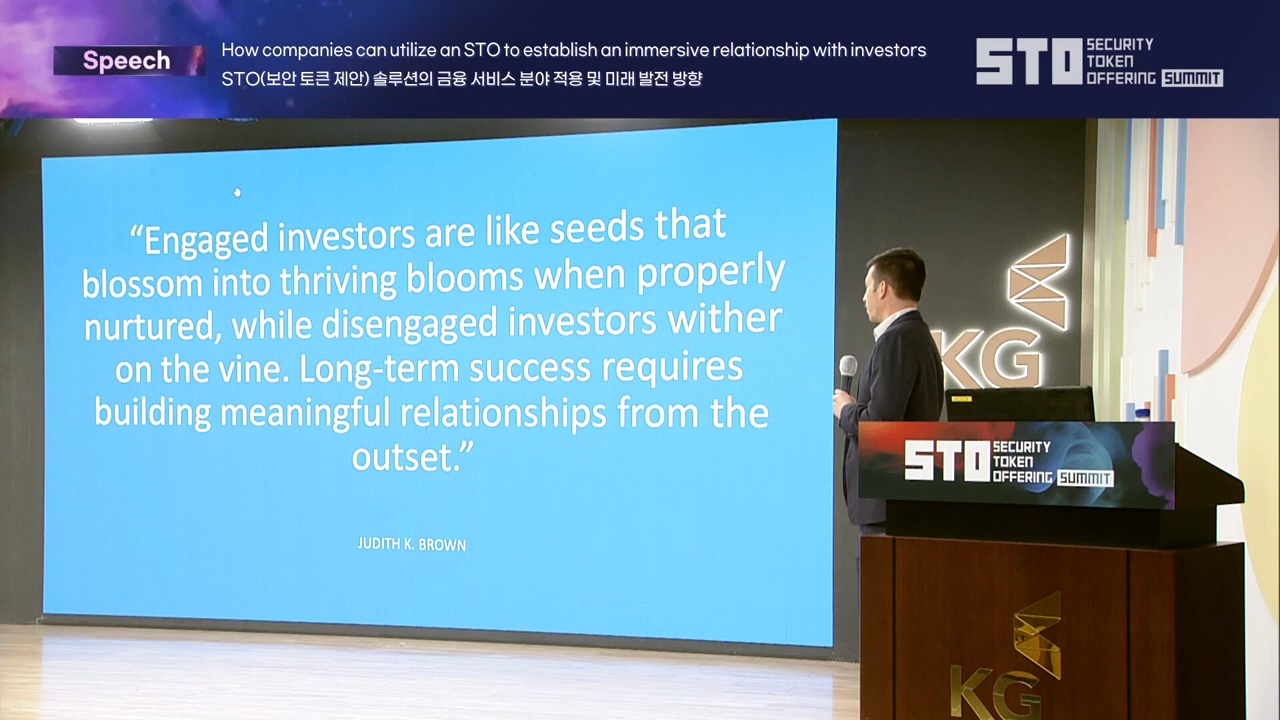 Speech
How companies can utilize an STO to establish an immersive relationship with investors
STO(보안 토큰 제안) 솔루션의 금융 서비스 분야 적용 및 미래 발전 방향
STO SECURITY
TOKEN
OFFERING SUMMIT
“Engaged investors are like seeds that
blossom into thriving blooms when properly
nurtured, while disengaged investors wither
on the vine. Long-term success requires
building meaningful relationships from the
outset.”
JUDITH K. BROWN
KG
STO SECURITY
TOKEN
OFFERING SUMMIT
KG